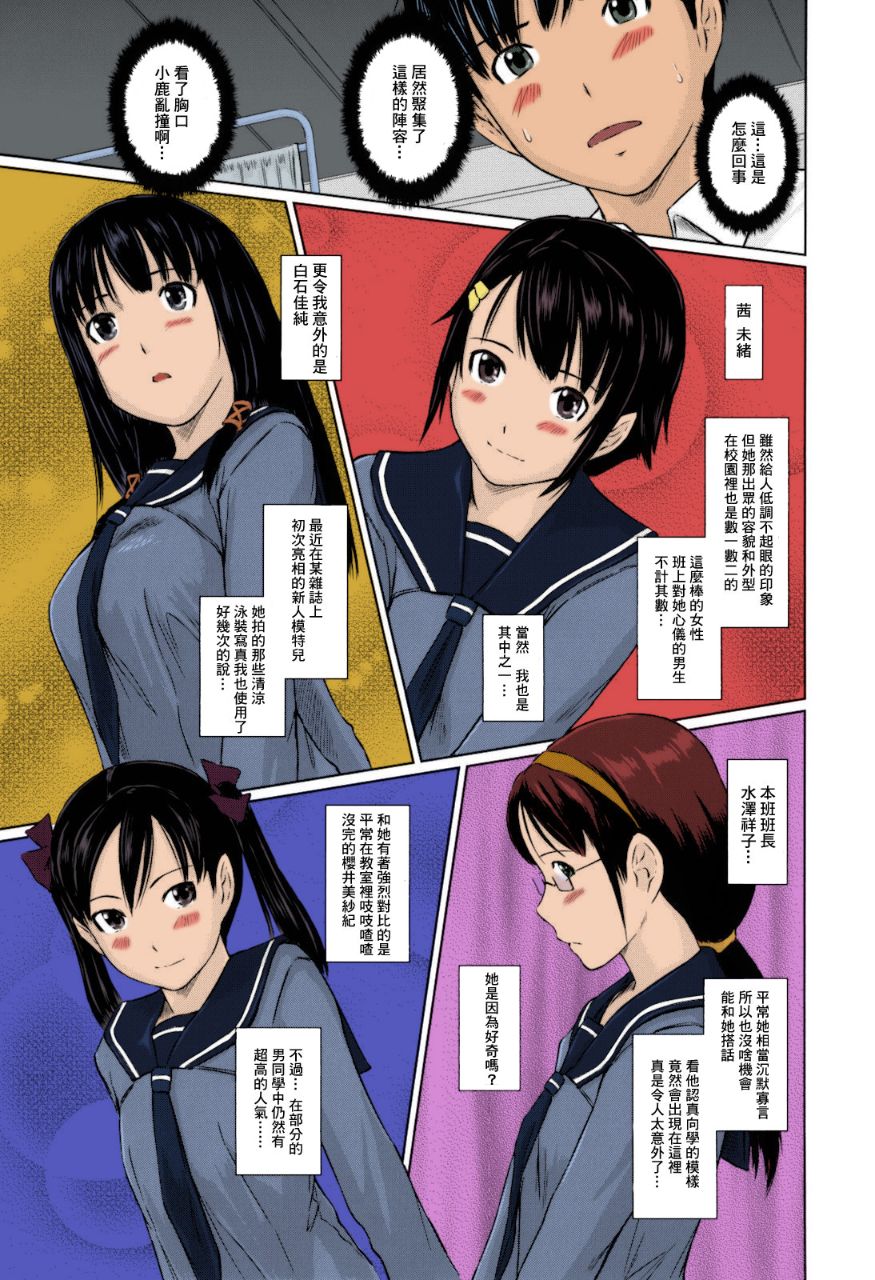 這…這是
怎麼回事
居然聚集了
這樣的陣容…
看了胸口
小鹿亂撞啊…
茜 未緒
雖然給人低調不起眼的印象
但她那出眾的容貌和外型
在校園裡也是數一數二的
這麼棒的女性
班上對她心儀的男生
不計其數…
當然 我也是
其中之一…
更令我意外的是
白石佳純
最近在某雜誌上
初次亮相的新人模特兒
她拍的那些清涼
泳裝寫真我也使用了
好幾次的說…
本班班長
水澤祥子…
平常她相當沉默寡言
所以也沒啥機會
能和她搭話
看他認真向學的模樣
竟然會出現在這裡
真是令人太意外了…
她是因為好奇嗎？
和她有著強烈對比的是
平常在教室裡吱吱喳喳
沒完的櫻井美紗紀
不過… 在部分的
男同學中仍然有
超高的人氣……